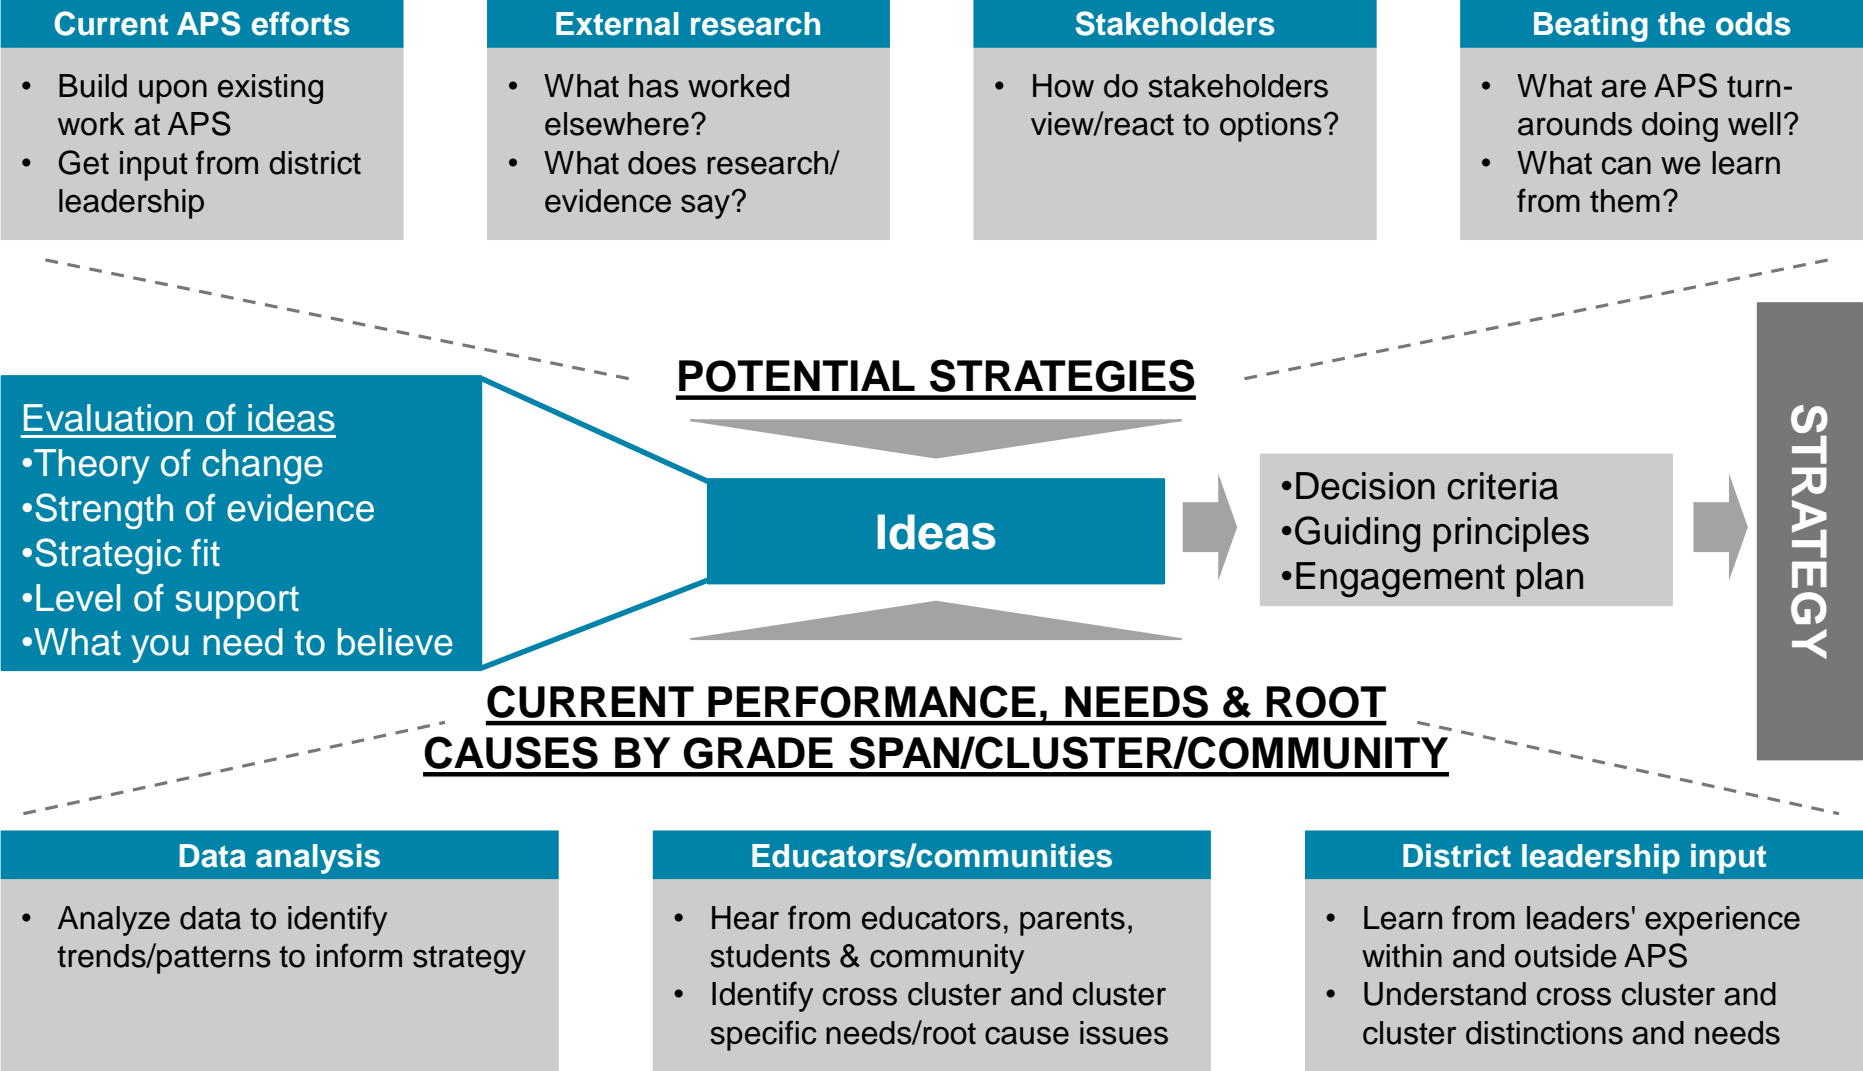 Current APS efforts
• Build upon existing
work at APS
• Get input from district
leadership
External research
• What has worked
elsewhere?
• What does research/
evidence say?
Stakeholders
• How do stakeholders
view/react to options?
Beating the odds
• What are APS turn-
arounds doing well?
• What can we learn
from them?
POTENTIAL STRATEGIES
Evaluation of ideas
•Theory of change
•Strength of evidence
•Strategic fit
•Level of support
•What you need to believe
Ideas
•Decision criteria
•Guiding principles
•Engagement plan
STRATEGY
CURRENT PERFORMANCE, NEEDS & ROOT
CAUSES BY GRADE SPAN/CLUSTER/COMMUNITY
Data analysis
• Analyze data to identify
trends/patterns to inform strategy
Educators/communities
• Hear from educators, parents,
students & community
• Identify cross cluster and cluster
specific needs/root cause issues
District leadership input
• Learn from leaders' experience
within and outside APS
• Understand cross cluster and
cluster distinctions and needs